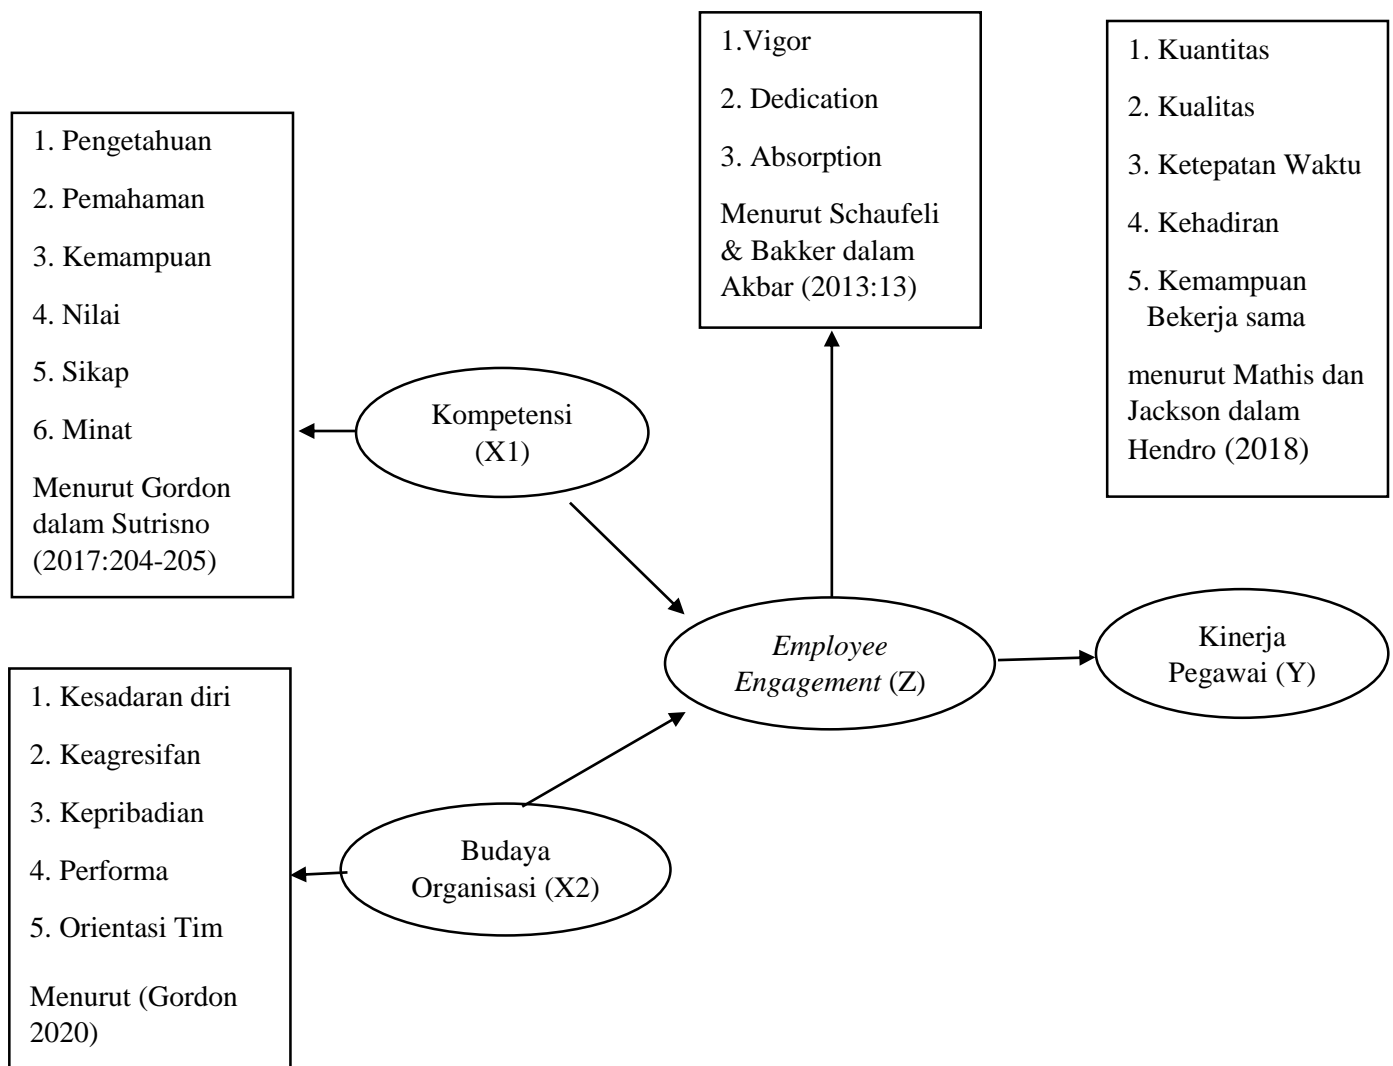 1. Pengetahuan
2. Pemahaman
3. Kemampuan
4. Nilai
5. Sikap
6. Minat
Menurut Gordon
dalam Sutrisno
(2017:204-205)
1.Vigor
2. Dedication
3. Absorption
Menurut Schaufeli
& Bakker dalam
Akbar (2013:13)
1. Kuantitas
2. Kualitas
3. Ketepatan Waktu
4. Kehadiran
5. Kemampuan
Bekerja sama
menurut Mathis dan
Jackson dalam
Hendro (2018)
Kompetensi
(X1)
Employee
Engagement (Z)
Kinerja
Pegawai (Y)
1. Kesadaran diri
2. Keagresifan
3. Kepribadian
4. Performa
5. Orientasi Tim
Menurut (Gordon
2020)
Budaya
Organisasi (X2)